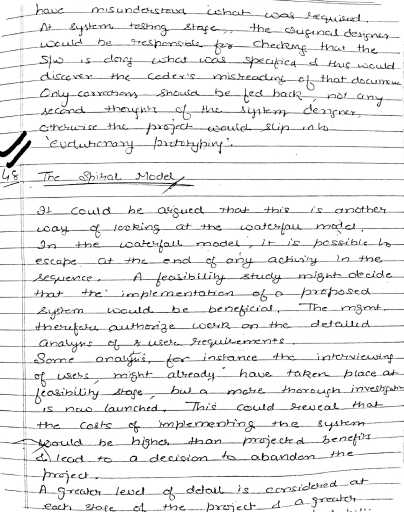 have misunderstood what was required.
At system testing stage, the original designer
would be responsible for checking that the
S/w is doing what was specified & this would
discover the coder's misreading of that document
Only corrections should be fed back, not any
second thoughts of the system designer,
otherwise the project would slip into
'evolutionary prototyping'.
48 The Spiral Model
It could be argued that this is another
way of looking at the waterfall model.
In the waterfall model, it is possible to
escape at the end of any activity in the
sequence. A feasibility study might decide
that the implementation of a proposed
system would be beneficial. The mgmt.
therefore authorize work on the detailed
analysis of user requirements.
Some analysis, for instance the interviewing
of users, might already have taken place at
feasibility stage, but a more thorough investigation
is now launched. This could reveal that
the costs of implementing the system
would be higher than projected benefits
& lead to a decision to abandon the
project.
A greater level of detail is considered at
each stage of the project & a greater